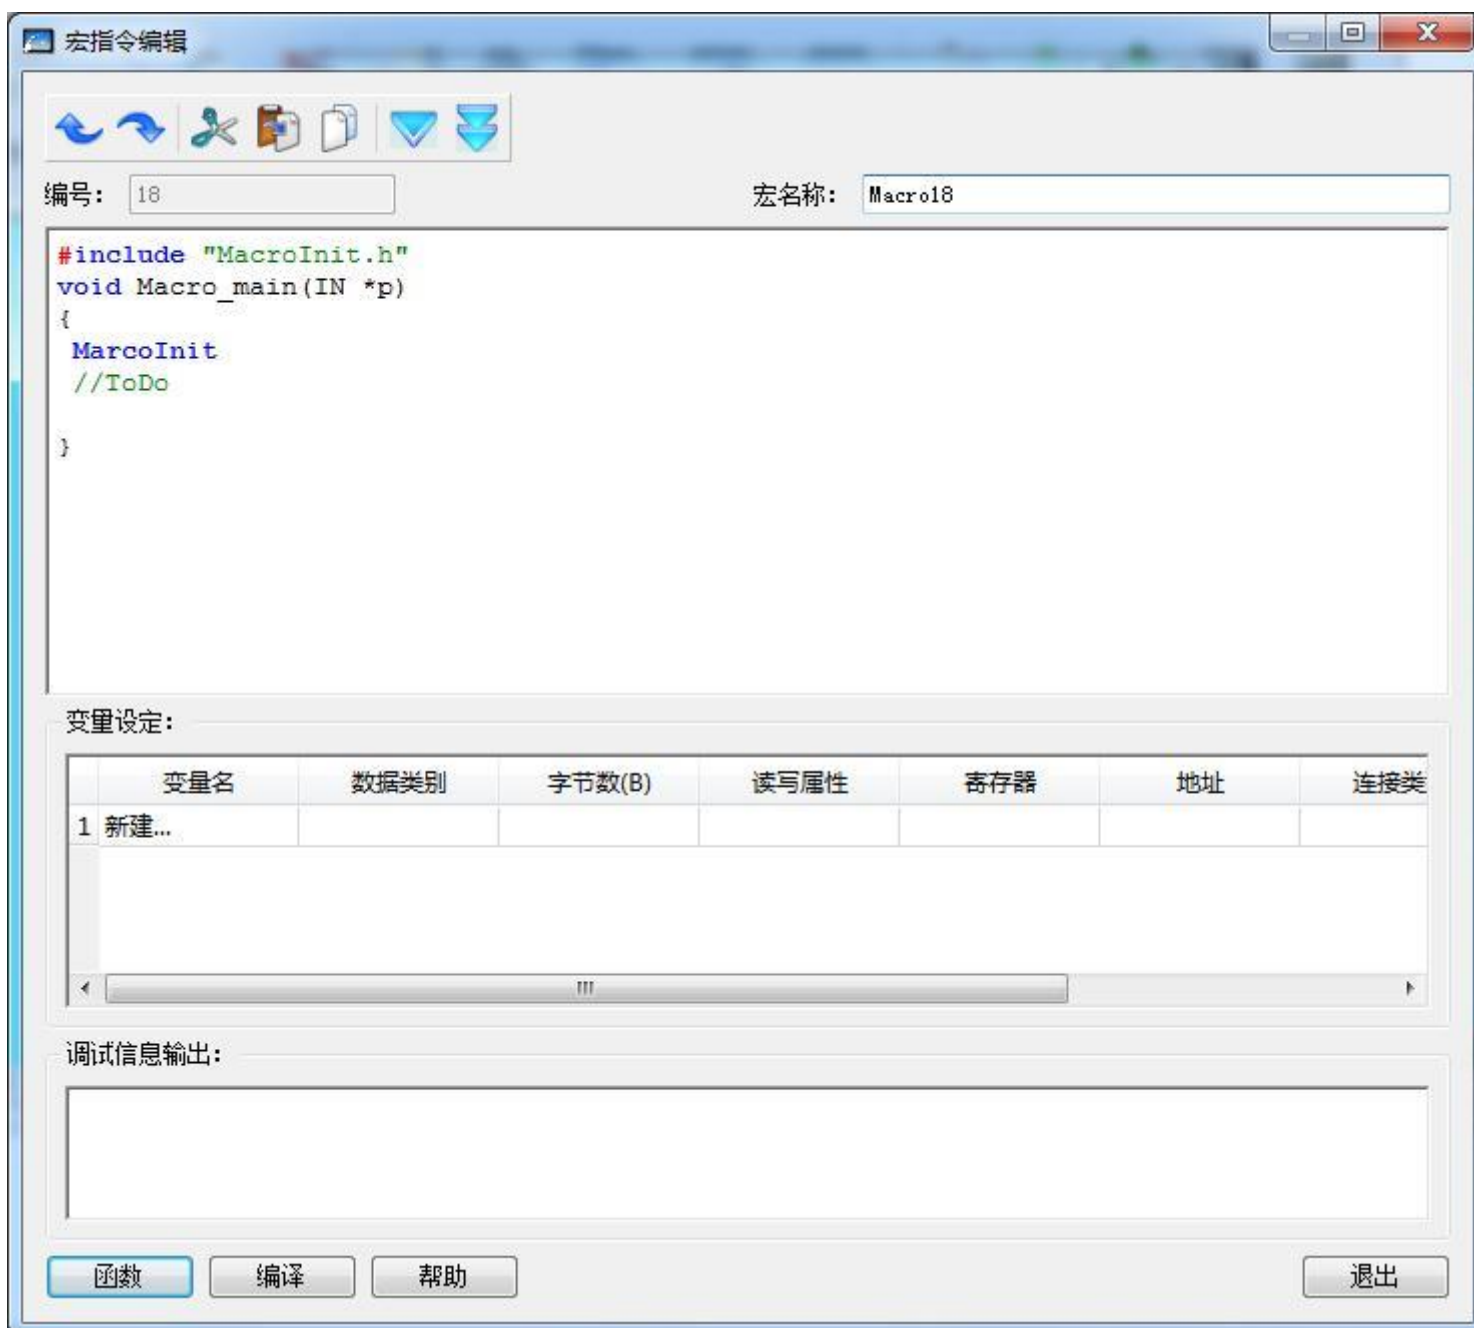 宏指令编辑
编号： 18 宏名称： Macro18
#include "MacroInit.h"
void Macro_main(IN *p)
{
MarcoInit
//ToDo
}
变量设定：
变量名 数据类别 字节数(B) 读写属性 寄存器 地址 连接类
1 新建...
调试信息输出：
函数 编译 帮助 退出